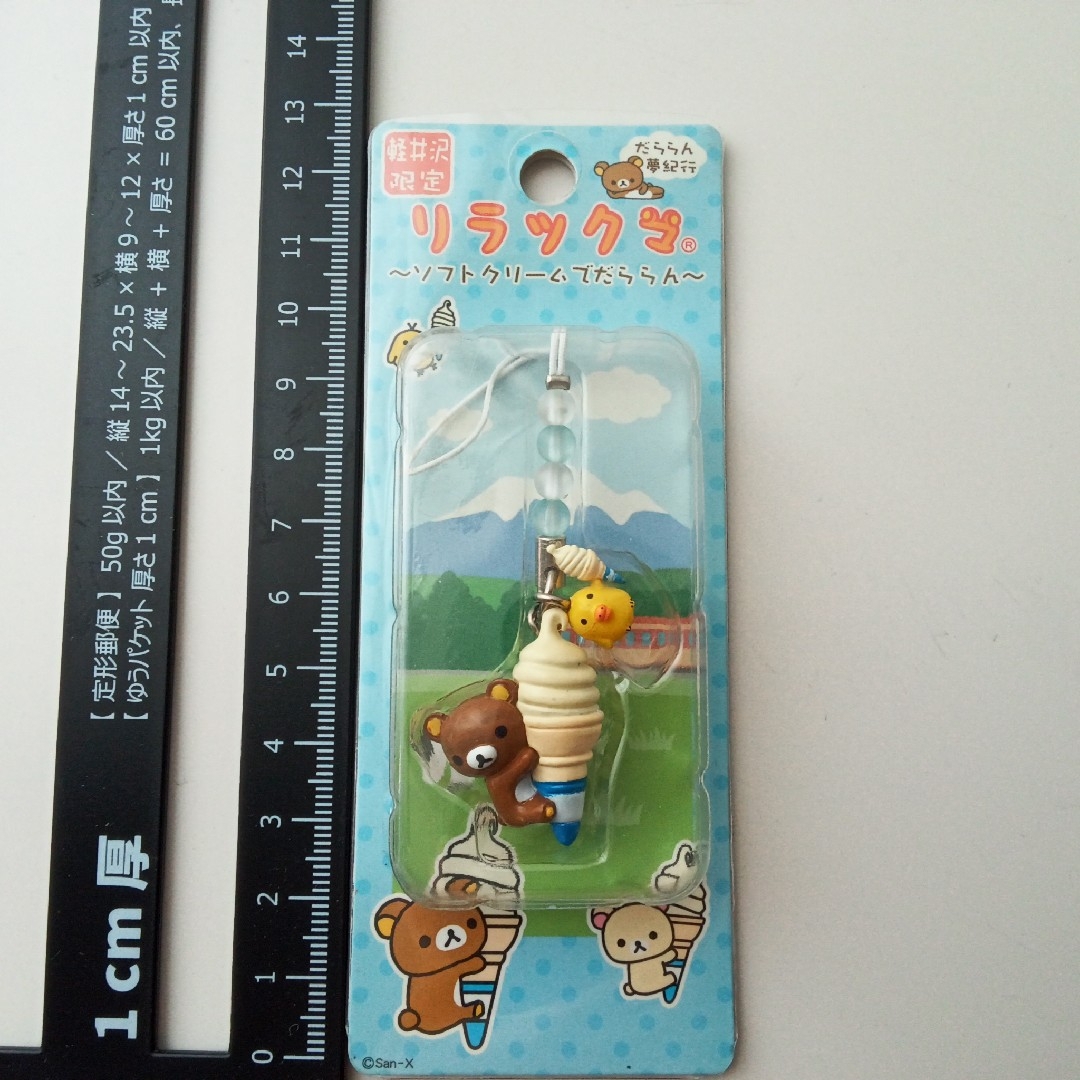 【定形郵便】50g以内 / 縦14～23.5×横9～12×厚さ1cm以内
【ゆうパケット厚さ1cm】1kg以内 / 縦+横+厚さ=60cm以内、
1cm厚
14
13
12
11
10
9
8
7
6
5
4
3
2
1
0
軽井沢
限定
だららん
夢紀行
リラックマ®
～ソフトクリームでだららん～
©San-X